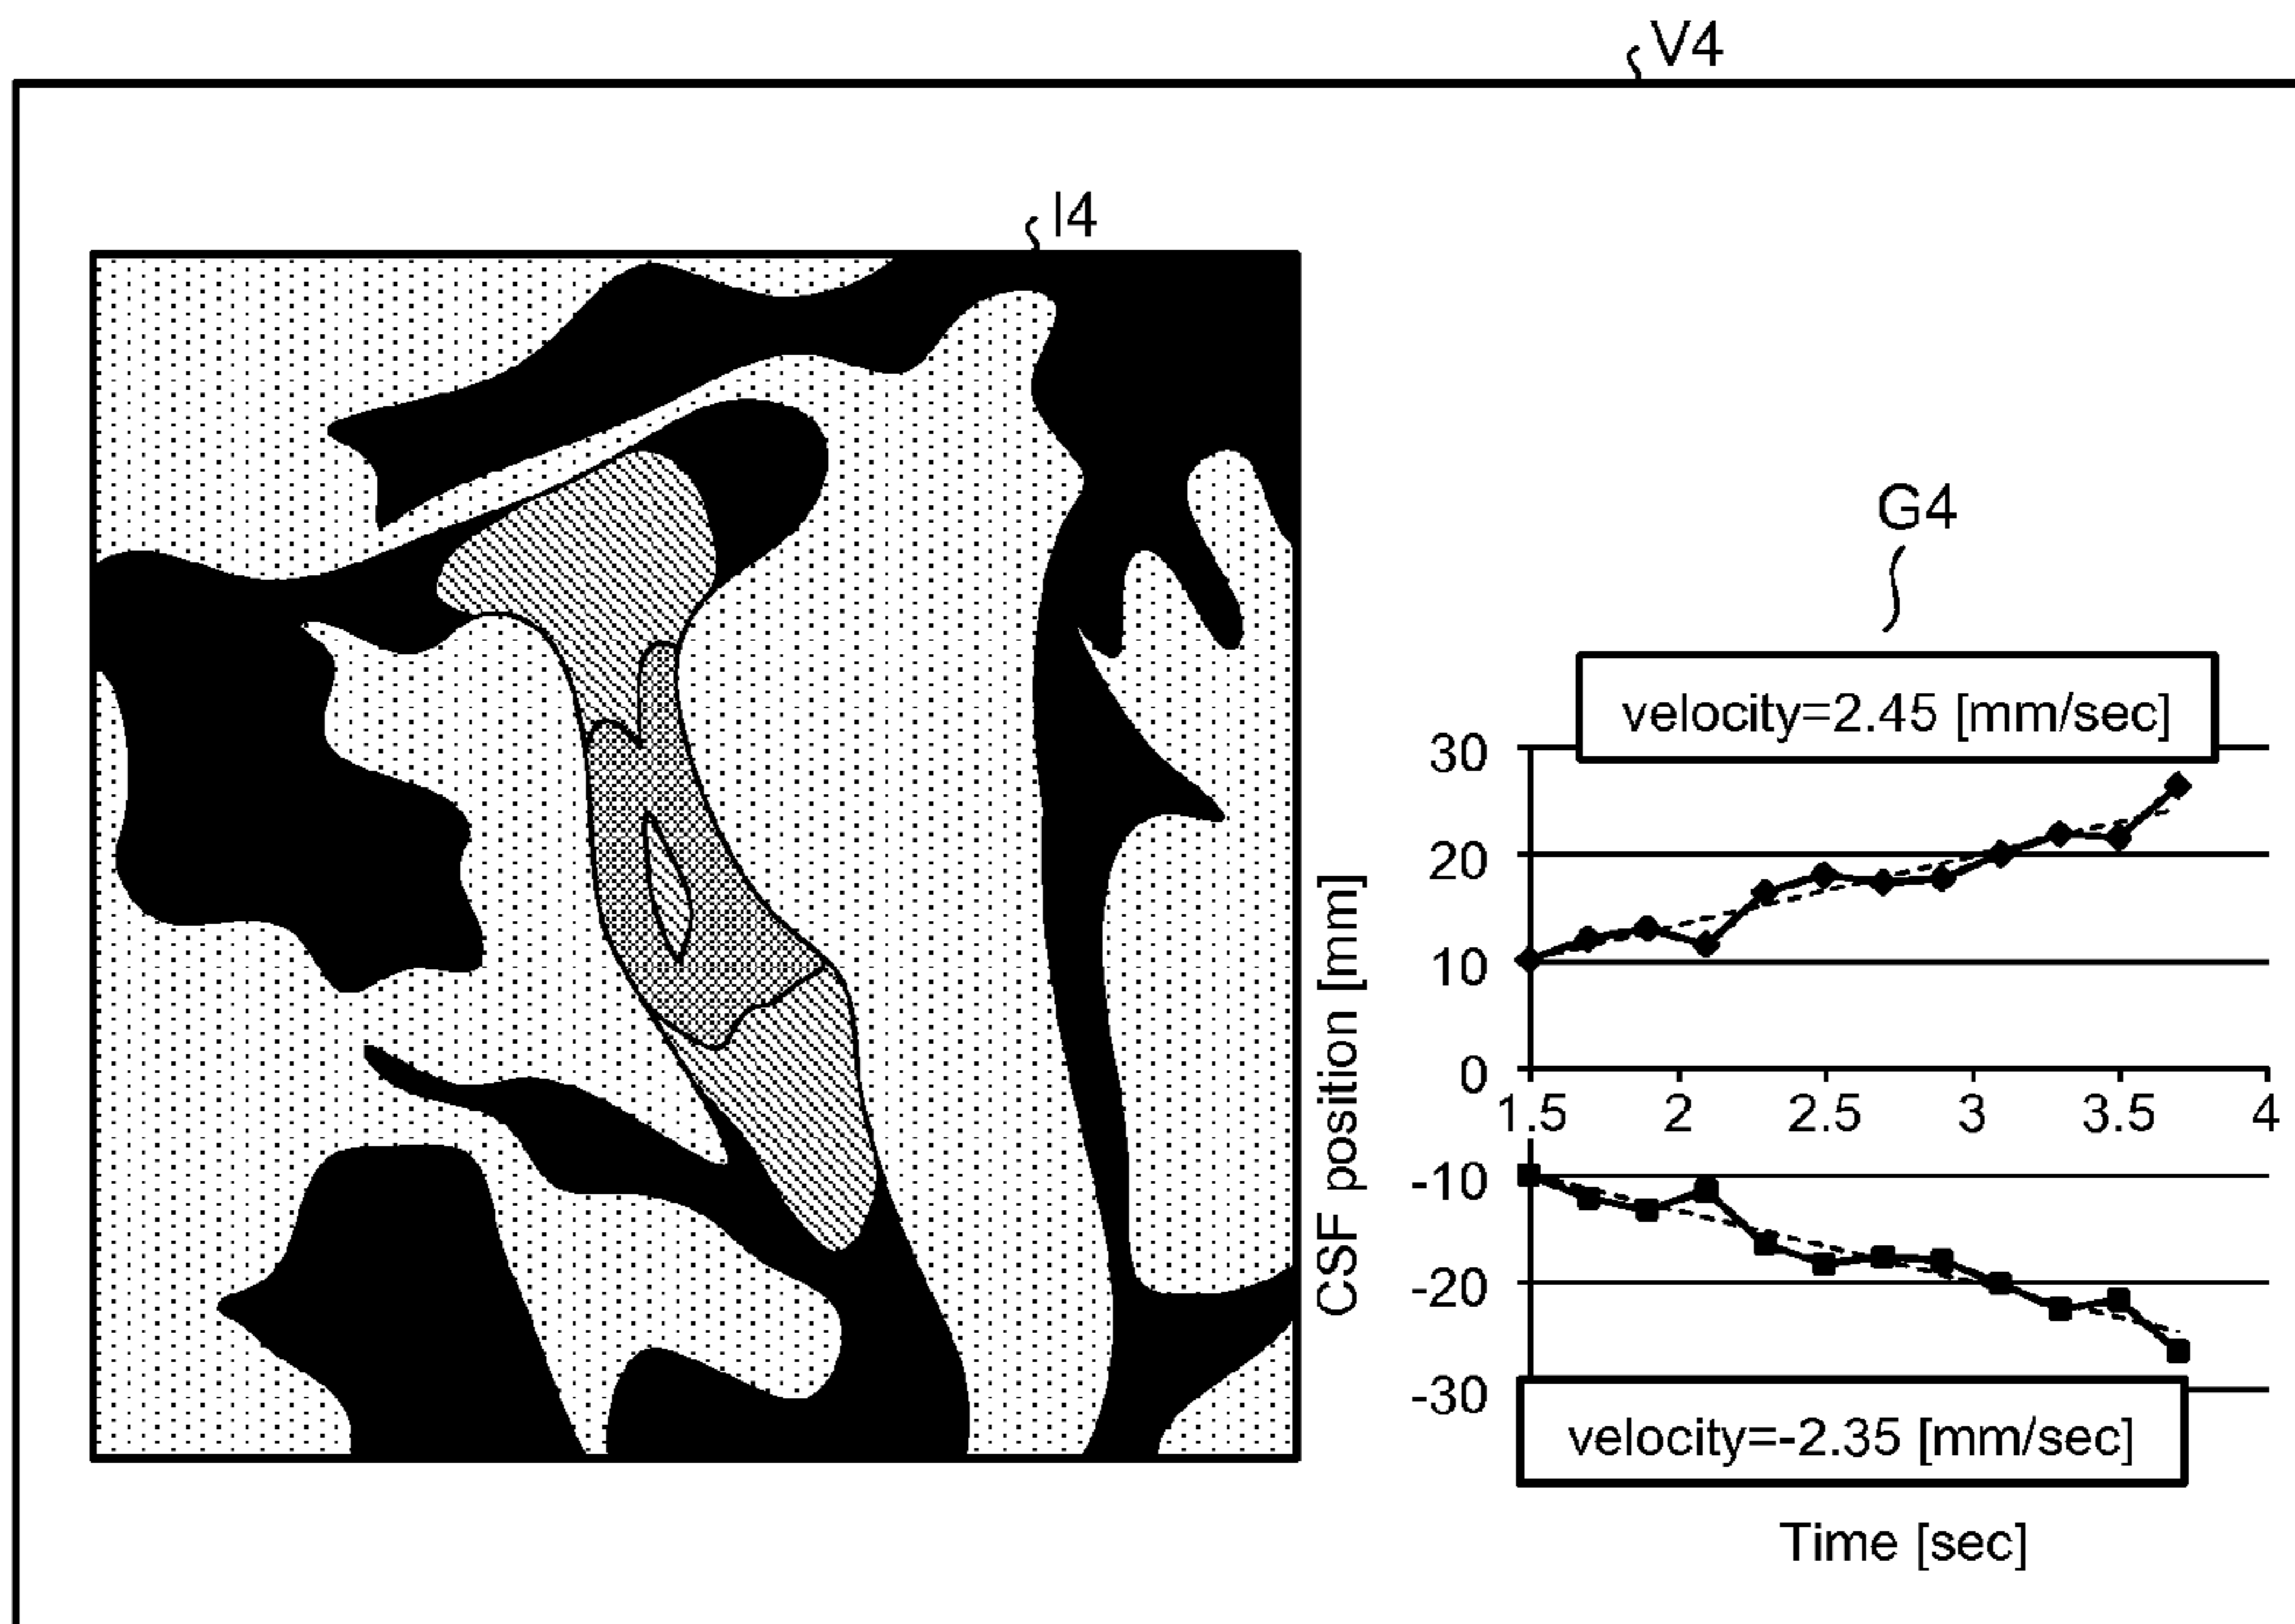 V4
I4
G4
velocity=2.45 [mm/sec]
30
20
10
0
1.5 2 2.5 3 3.5 4
-10
-20
-30
CSF position [mm]
velocity=-2.35 [mm/sec]
Time [sec]